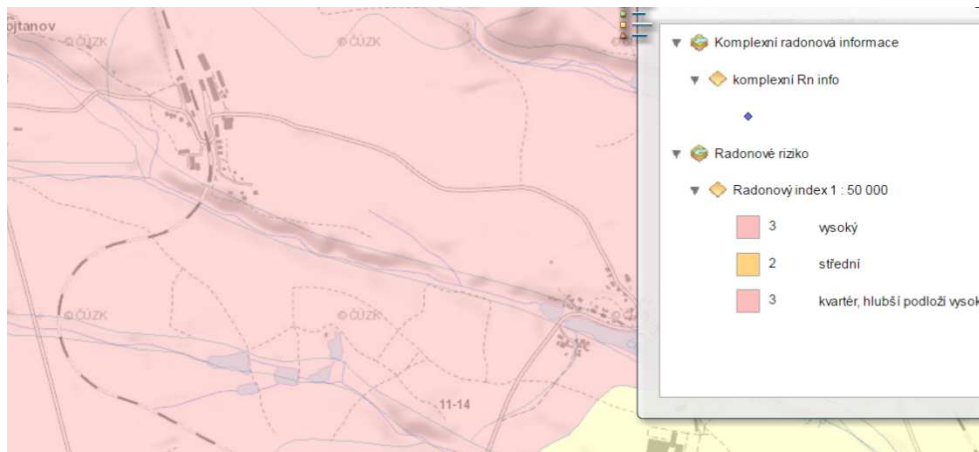 ojtanov
© ČÚZK
© ČÚZK
© ČÚZK
© ČÚZK
11-14
Komplexní radonová informace
komplexní Rn info
Radonové riziko
Radonový index 1 : 50 000
3 vysoký
2 střední
3 kvartér, hlubší podloží vysok